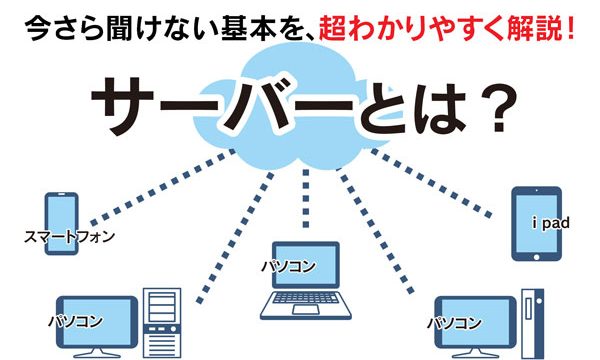 今さら聞けない基本を、超わかりやすく解説！
サーバーとは？
スマートフォン
i pad
パソコン
パソコン
パソコン